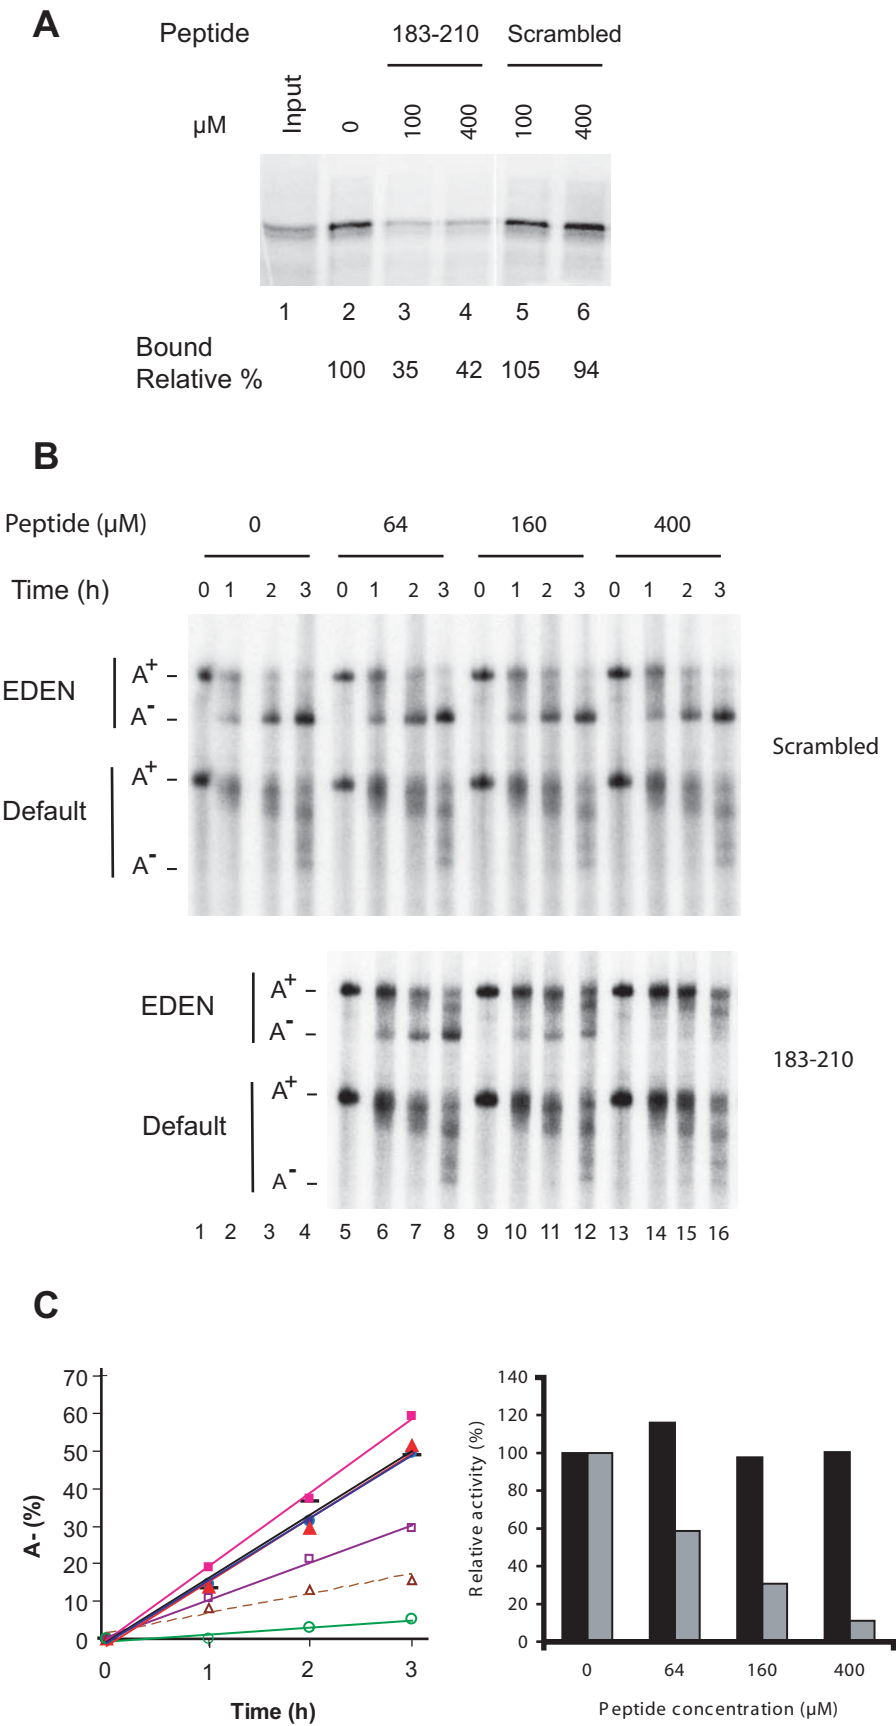 A
Peptide 183-210 Scrambled
µM Input 0 100 400 100 400
1 2 3 4 5 6
Bound
Relative % 100 35 42 105 94
B
Peptide (µM) 0 64 160 400
Time (h) 0 1 2 3 0 1 2 3 0 1 2 3 0 1 2 3
EDEN A+ –
A- –
Scrambled
Default A+ –
A- –
EDEN A+ –
A- –
183-210
Default A+ –
A- –
1 2 3 4 5 6 7 8 9 10 11 12 13 14 15 16
C
A- (%)
70
60
50
40
30
20
10
0
0 1 2 3
Time (h)
Relative activity (%)
140
120
100
80
60
40
20
0
0 64 160 400
Peptide concentration (µM)